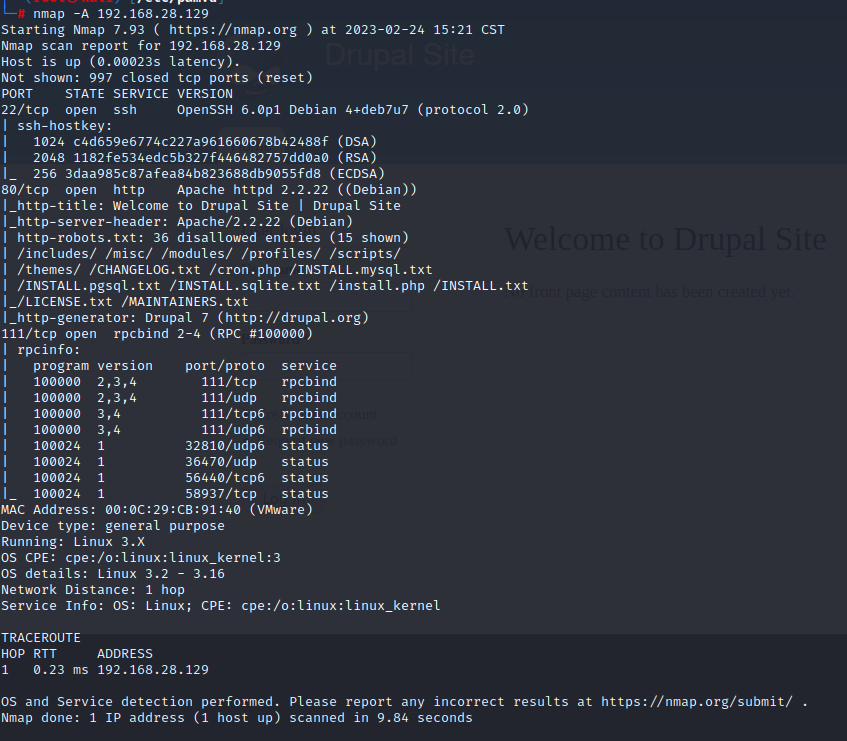 # nmap -A 192.168.28.129
Starting Nmap 7.93 ( https://nmap.org ) at 2023-02-24 15:21 CST
Nmap scan report for 192.168.28.129
Host is up (0.00023s latency).
Not shown: 997 closed tcp ports (reset)
PORT    STATE SERVICE VERSION
22/tcp  open  ssh     OpenSSH 6.0p1 Debian 4+deb7u7 (protocol 2.0)
| ssh-hostkey:
|   1024 c4d659e6774c227a961660678b42488f (DSA)
|   2048 1182fe534edc5b327f446482757dd0a0 (RSA)
|_  256 3daa985c87afea84b823688db9055fd8 (ECDSA)
80/tcp  open  http    Apache httpd 2.2.22 ((Debian))
|_http-title: Welcome to Drupal Site | Drupal Site
|_http-server-header: Apache/2.2.22 (Debian)
| http-robots.txt: 36 disallowed entries (15 shown)
| /includes/ /misc/ /modules/ /profiles/ /scripts/
| /themes/ /CHANGELOG.txt /cron.php /INSTALL.mysql.txt
| /INSTALL.pgsql.txt /INSTALL.sqlite.txt /install.php /INSTALL.txt
|_/LICENSE.txt /MAINTAINERS.txt
|_http-generator: Drupal 7 (http://drupal.org)
111/tcp open  rpcbind 2-4 (RPC #100000)
| rpcinfo:
|   program version    port/proto  service
|   100000  2,3,4        111/tcp   rpcbind
|   100000  2,3,4        111/udp   rpcbind
|   100000  3,4          111/tcp6  rpcbind
|   100000  3,4          111/udp6  rpcbind
|   100024  1          32810/udp6  status
|   100024  1          36470/udp   status
|   100024  1          56440/tcp6  status
|_  100024  1          58937/tcp   status
MAC Address: 00:0C:29:CB:91:40 (VMware)
Device type: general purpose
Running: Linux 3.X
OS CPE: cpe:/o:linux:linux_kernel:3
OS details: Linux 3.2 - 3.16
Network Distance: 1 hop
Service Info: OS: Linux; CPE: cpe:/o:linux:linux_kernel
TRACEROUTE
HOP RTT     ADDRESS
1   0.23 ms 192.168.28.129
OS and Service detection performed. Please report any incorrect results at https://nmap.org/submit/ .
Nmap done: 1 IP address (1 host up) scanned in 9.84 seconds
Drupal Site
Welcome to Drupal Site
front page content has been created yet.
password